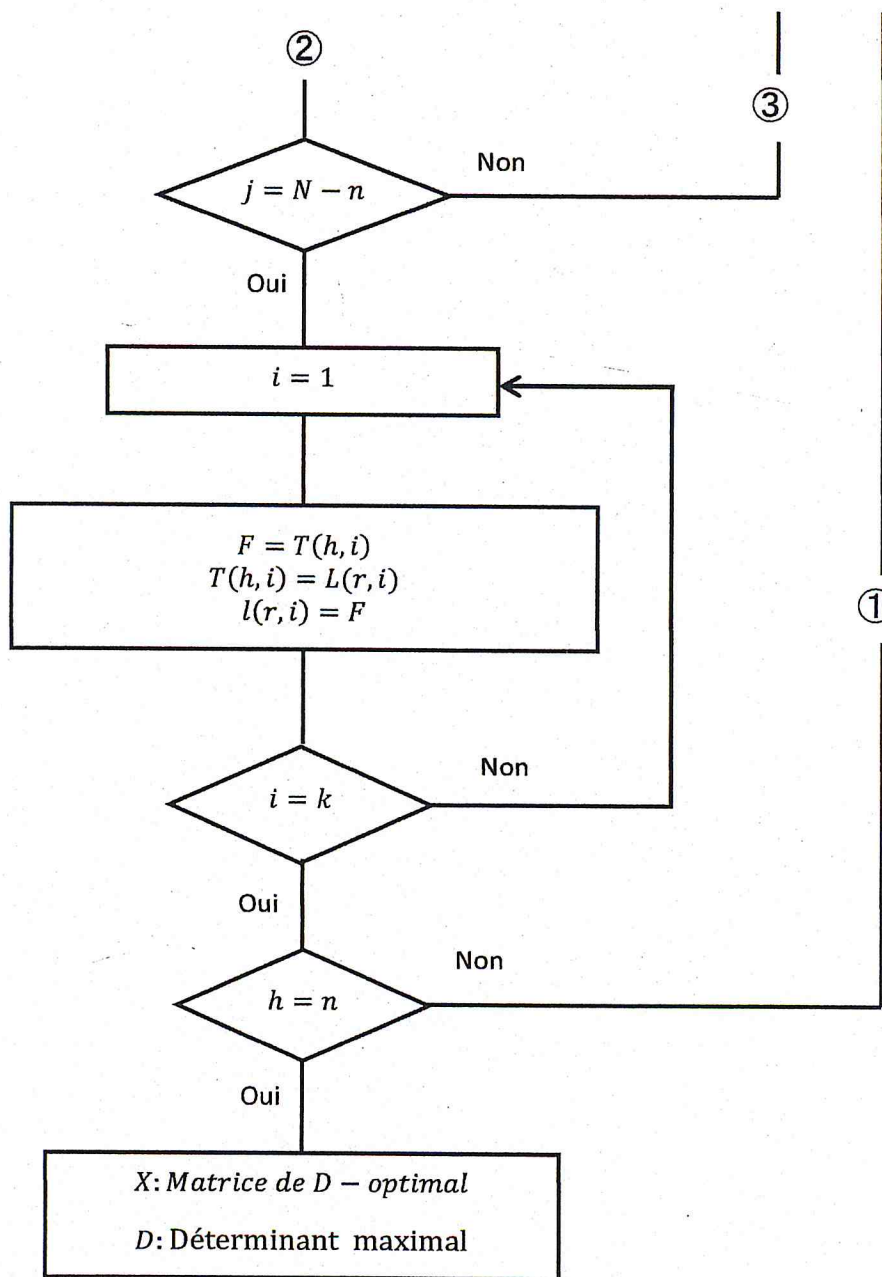 ②
③
Non
j = N − n
Oui
i = 1
F = T(h, i)
T(h, i) = L(r, i)
l(r, i) = F
①
Non
i = k
Oui
Non
h = n
Oui
X: Matrice de D − optimal
D: Déterminant maximal